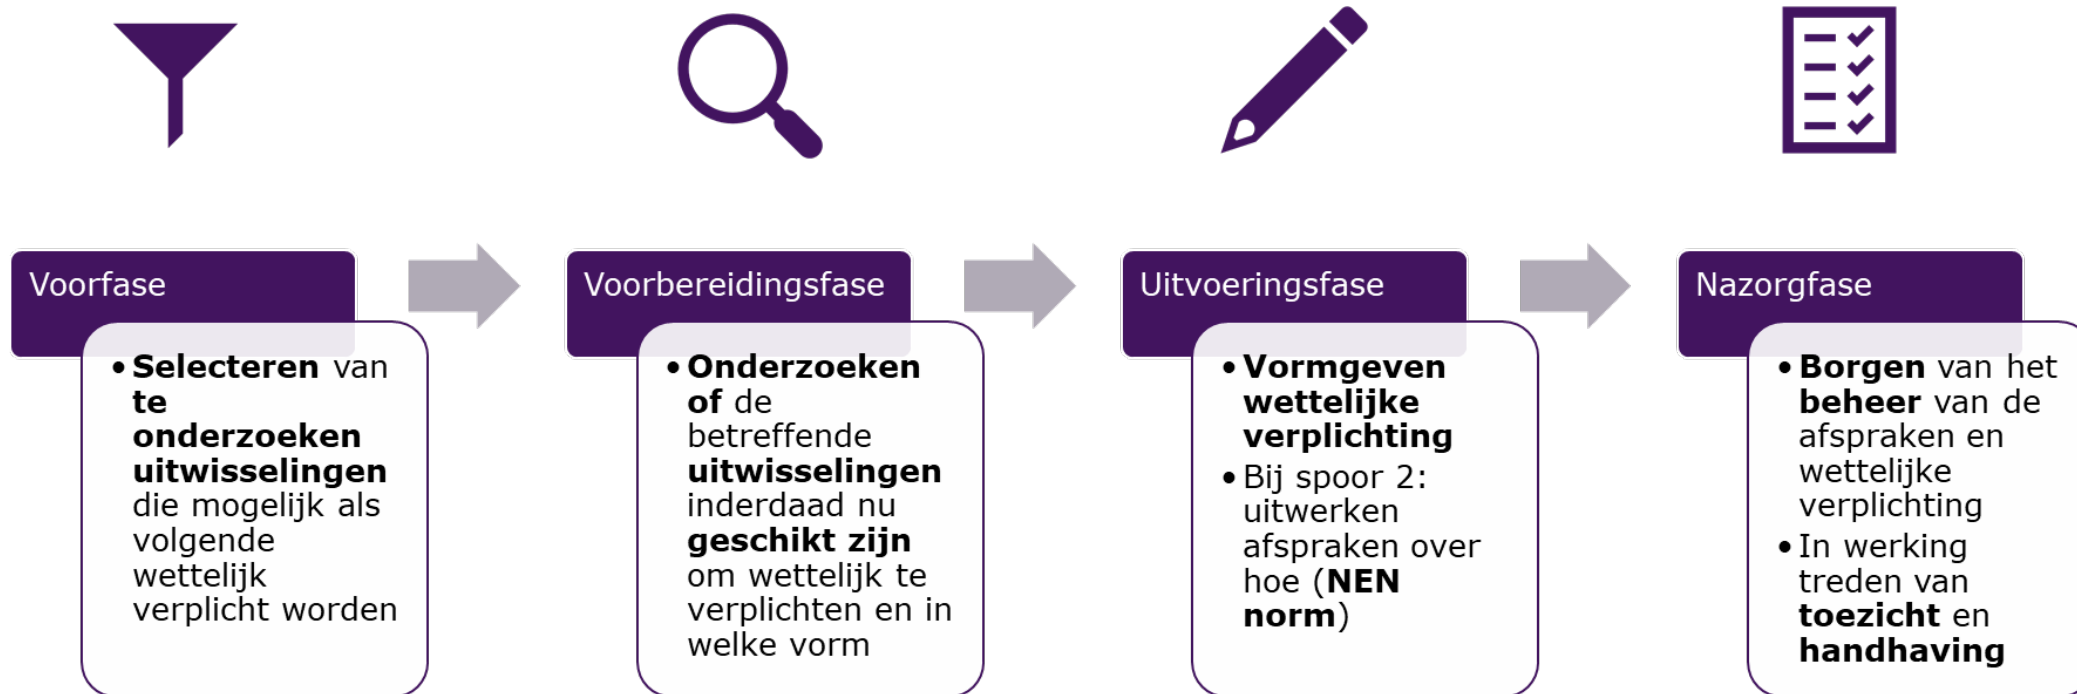 Voorfase
• Selecteren van
te
onderzoeken
uitwisselingen
die mogelijk als
volgende
wettelijk
verplicht worden
Voorbereidingsfase
• Onderzoeken
of de
betreffende
uitwisselingen
inderdaad nu
geschikt zijn
om wettelijk te
verplichten en in
welke vorm
Uitvoeringsfase
• Vormgeven
wettelijke
verplichting
• Bij spoor 2:
uitwerken
afspraken over
hoe (NEN
norm)
Nazorgfase
• Borgen van het
beheer van de
afspraken en
wettelijke
verplichting
• In werking
treden van
toezicht en
handhaving